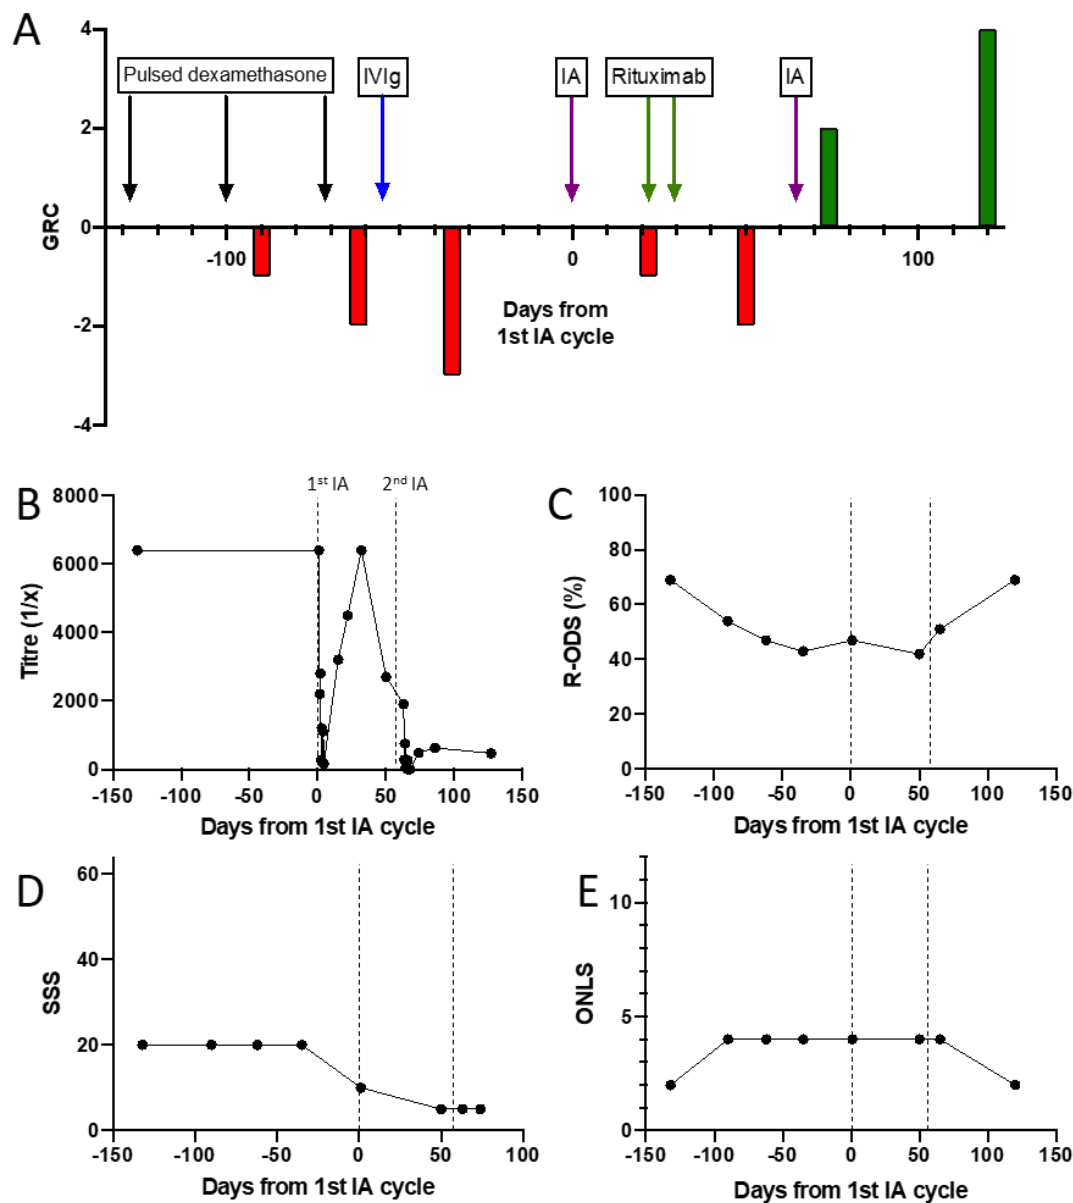 A
GRC
4
2
0
-2
-4
Pulsed dexamethasone
IVIg
IA
Rituximab
IA
-100
0
100
Days from
1st IA cycle
B
1st IA
2nd IA
Titre (1/x)
8000
6000
4000
2000
0
-150
-100
-50
0
50
100
150
Days from 1st IA cycle
C
R-ODS (%)
100
80
60
40
20
0
-150
-100
-50
0
50
100
150
Days from 1st IA cycle
D
SSS
60
40
20
0
-150
-100
-50
0
50
100
Days from 1st IA cycle
E
ONLS
10
5
0
-150
-100
-50
0
50
100
150
Days from 1st IA cycle